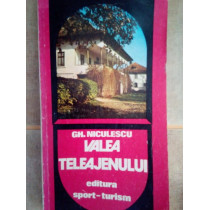 GH. NICULESCU
VALEA
TELEAJENULUI
editura
sport-turism